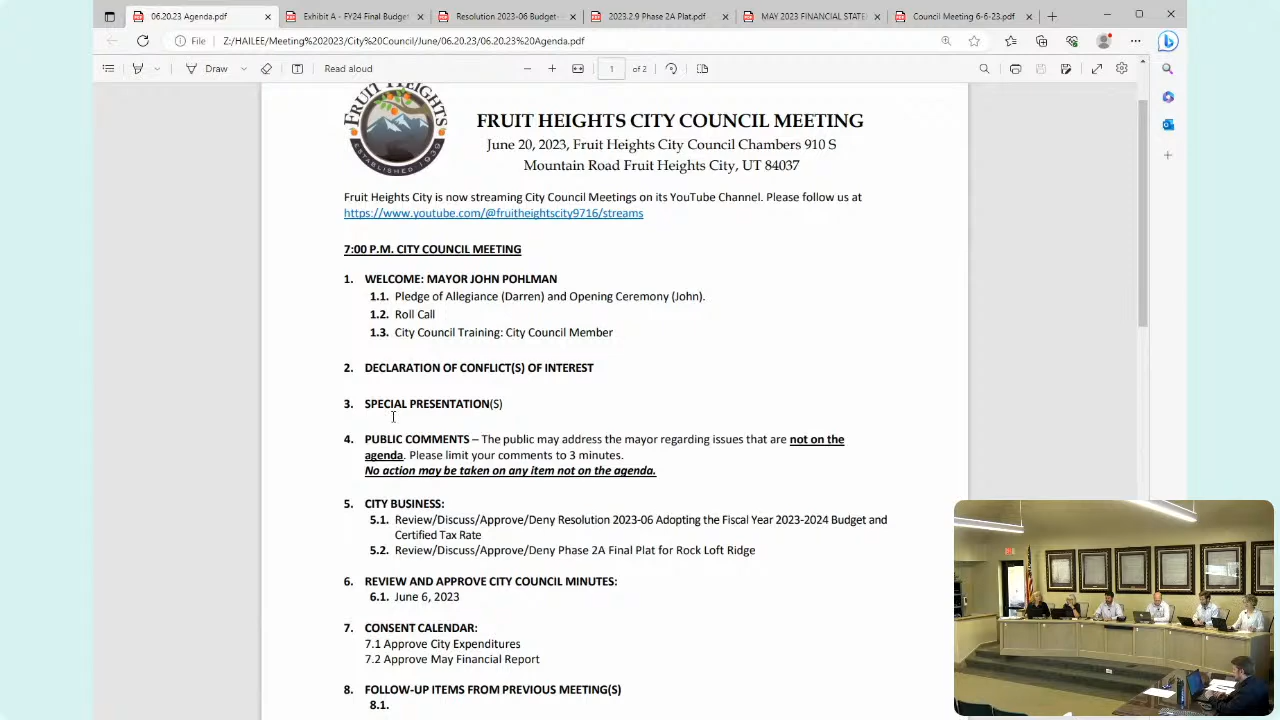 06.20.23 Agenda.pdf
Exhibit A - FY24 Final Budget
Resolution 2023-06 Budget
2023.2.9 Phase 2A Plat.pdf
MAY 2023 FINANCIAL STATE
Council Meeting 6-6-23.pdf
File
Z:/HAILEE/Meeting%202023/City%20Council/June/06.20.23/06.20.23%20Agenda.pdf
Draw
Read aloud
1 of 2
FRUIT HEIGHTS
ESTABLISHED 1939
FRUIT HEIGHTS CITY COUNCIL MEETING
June 20, 2023, Fruit Heights City Council Chambers 910 S
Mountain Road Fruit Heights City, UT 84037
Fruit Heights City is now streaming City Council Meetings on its YouTube Channel. Please follow us at
https://www.youtube.com/@fruitheightscity9716/streams
7:00 P.M. CITY COUNCIL MEETING
1. WELCOME: MAYOR JOHN POHLMAN
1.1. Pledge of Allegiance (Darren) and Opening Ceremony (John).
1.2. Roll Call
1.3. City Council Training: City Council Member
2. DECLARATION OF CONFLICT(S) OF INTEREST
3. SPECIAL PRESENTATION(S)
4. PUBLIC COMMENTS – The public may address the mayor regarding issues that are not on the
agenda. Please limit your comments to 3 minutes.
No action may be taken on any item not on the agenda.
5. CITY BUSINESS:
5.1. Review/Discuss/Approve/Deny Resolution 2023-06 Adopting the Fiscal Year 2023-2024 Budget and
Certified Tax Rate
5.2. Review/Discuss/Approve/Deny Phase 2A Final Plat for Rock Loft Ridge
6. REVIEW AND APPROVE CITY COUNCIL MINUTES:
6.1. June 6, 2023
7. CONSENT CALENDAR:
7.1 Approve City Expenditures
7.2 Approve May Financial Report
8. FOLLOW-UP ITEMS FROM PREVIOUS MEETING(S)
8.1.